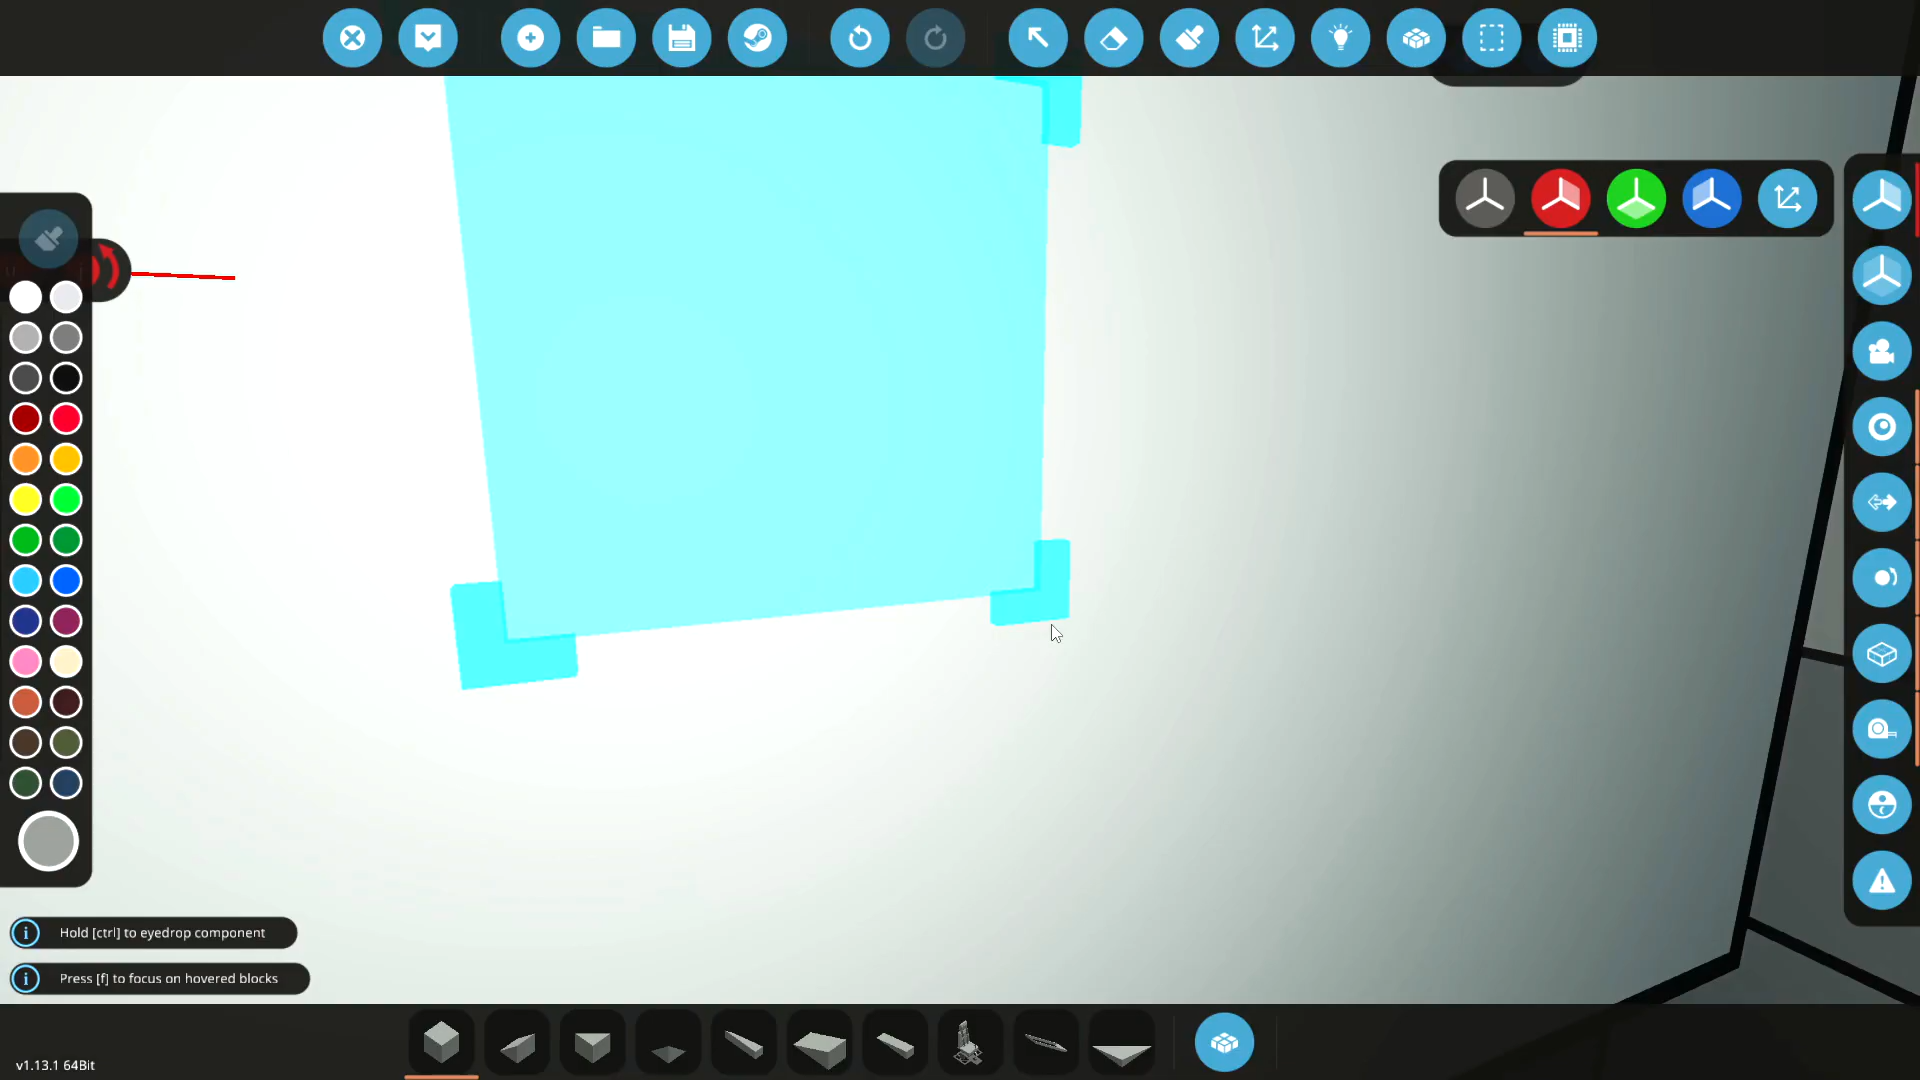 Hold [ctrl] to eyedrop component
Press [f] to focus on hovered blocks
v1.13.1 64Bit